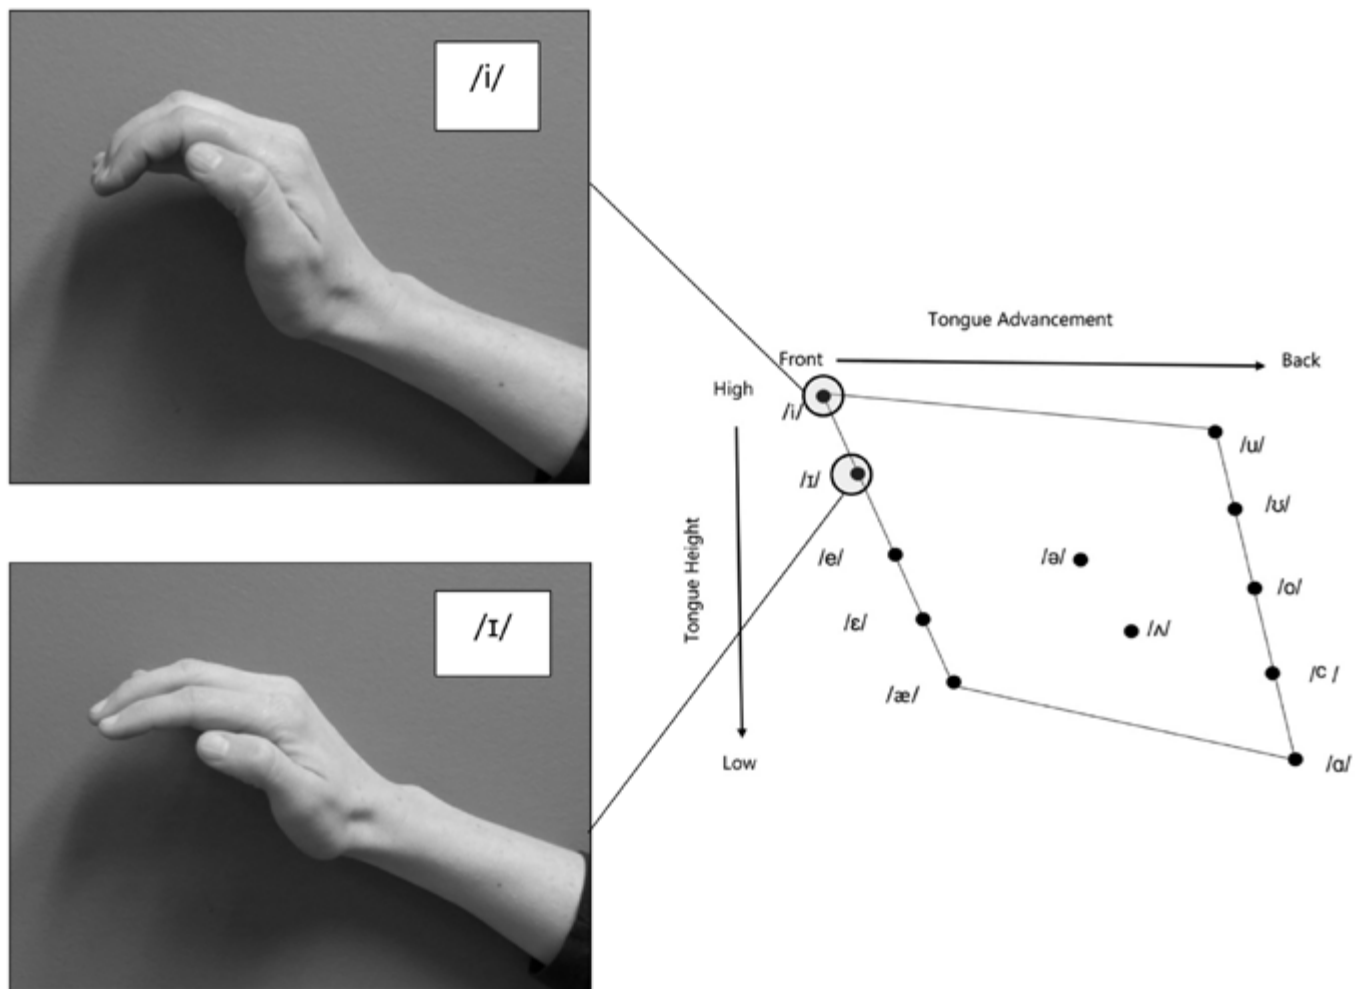 /i/
/ɪ/
Tongue Advancement
Front
Back
High
Tongue Height
Low
/i/
/ɪ/
/e/
/ɛ/
/æ/
/ə/
/ʌ/
/u/
/ʊ/
/o/
/c /
/ɑ/